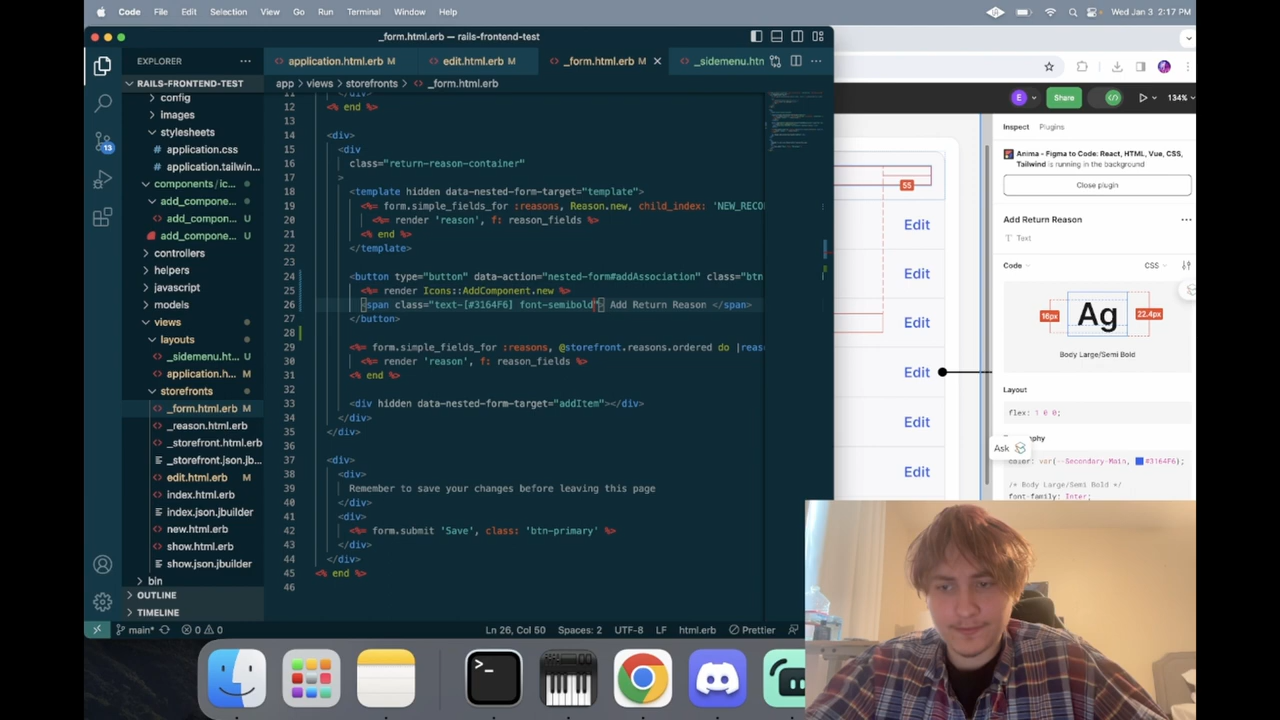 Code File Edit Selection View Go Run Terminal Window Help
Wed Jan 3 2:17 PM
_form.html.erb — rails-frontend-test
EXPLORER
application.html.erb M
edit.html.erb M
_form.html.erb M
_sidemenu.htn
RAILS-FRONTEND-TEST
config
images
stylesheets
application.css
application.tailwin...
components / ic...
add_compone...
add_compon... U
add_compon... U
controllers
helpers
javascript
models
views
layouts
_sidemenu.ht...
application.h...
storefronts
_form.html.erb M
_reason.html.erb
_storefront.html.erb
_storefront.json.jb...
edit.html.erb M
index.html.erb
index.json.jbuilder
new.html.erb
show.html.erb
show.json.jbuilder
bin
OUTLINE
TIMELINE
13
app > views > storefronts > _form.html.erb
12 <% end %>
13
14 <div>
15 <div
16 class="return-reason-container"
17 >
18 <template hidden data-nested-form-target="template">
19 <%= form.simple_fields_for :reasons, Reason.new, child_index: 'NEW_RECO
20 <%= render 'reason', f: reason_fields %>
21 <% end %>
22 </template>
23
24 <button type="button" data-action="nested-form#addAssociation" class="btn
25 <%= render Icons::AddComponent.new %>
26 <span class="text-[#3164F6] font-semibold"> Add Return Reason </span>
27 </button>
28
29 <%= form.simple_fields_for :reasons, @storefront.reasons.ordered do |reas
30 <%= render 'reason', f: reason_fields %>
31 <% end %>
32
33 <div hidden data-nested-form-target="addItem"></div>
34 </div>
35 </div>
36
37 <div>
38 <div>
39 Remember to save your changes before leaving this page
40 </div>
41 <div>
42 <%= form.submit 'Save', class: 'btn-primary' %>
43 </div>
44 </div>
45 <% end %>
46
main* 0 0
Ln 26, Col 50 Spaces: 2 UTF-8 LF html.erb Prettier
E
Share
134%
55
Edit
Edit
Edit
Edit
Edit
Edit
Inspect Plugins
Anima - Figma to Code: React, HTML, Vue, CSS,
Tailwind is running in the background
Close plugin
Add Return Reason
Text
Code
CSS
16px
Ag
22.4px
Body Large/Semi Bold
Layout
flex: 1 0 0;
Ask
color: var(--Secondary-Main, #3164F6);
/* Body Large/Semi Bold */
font-family: Inter;